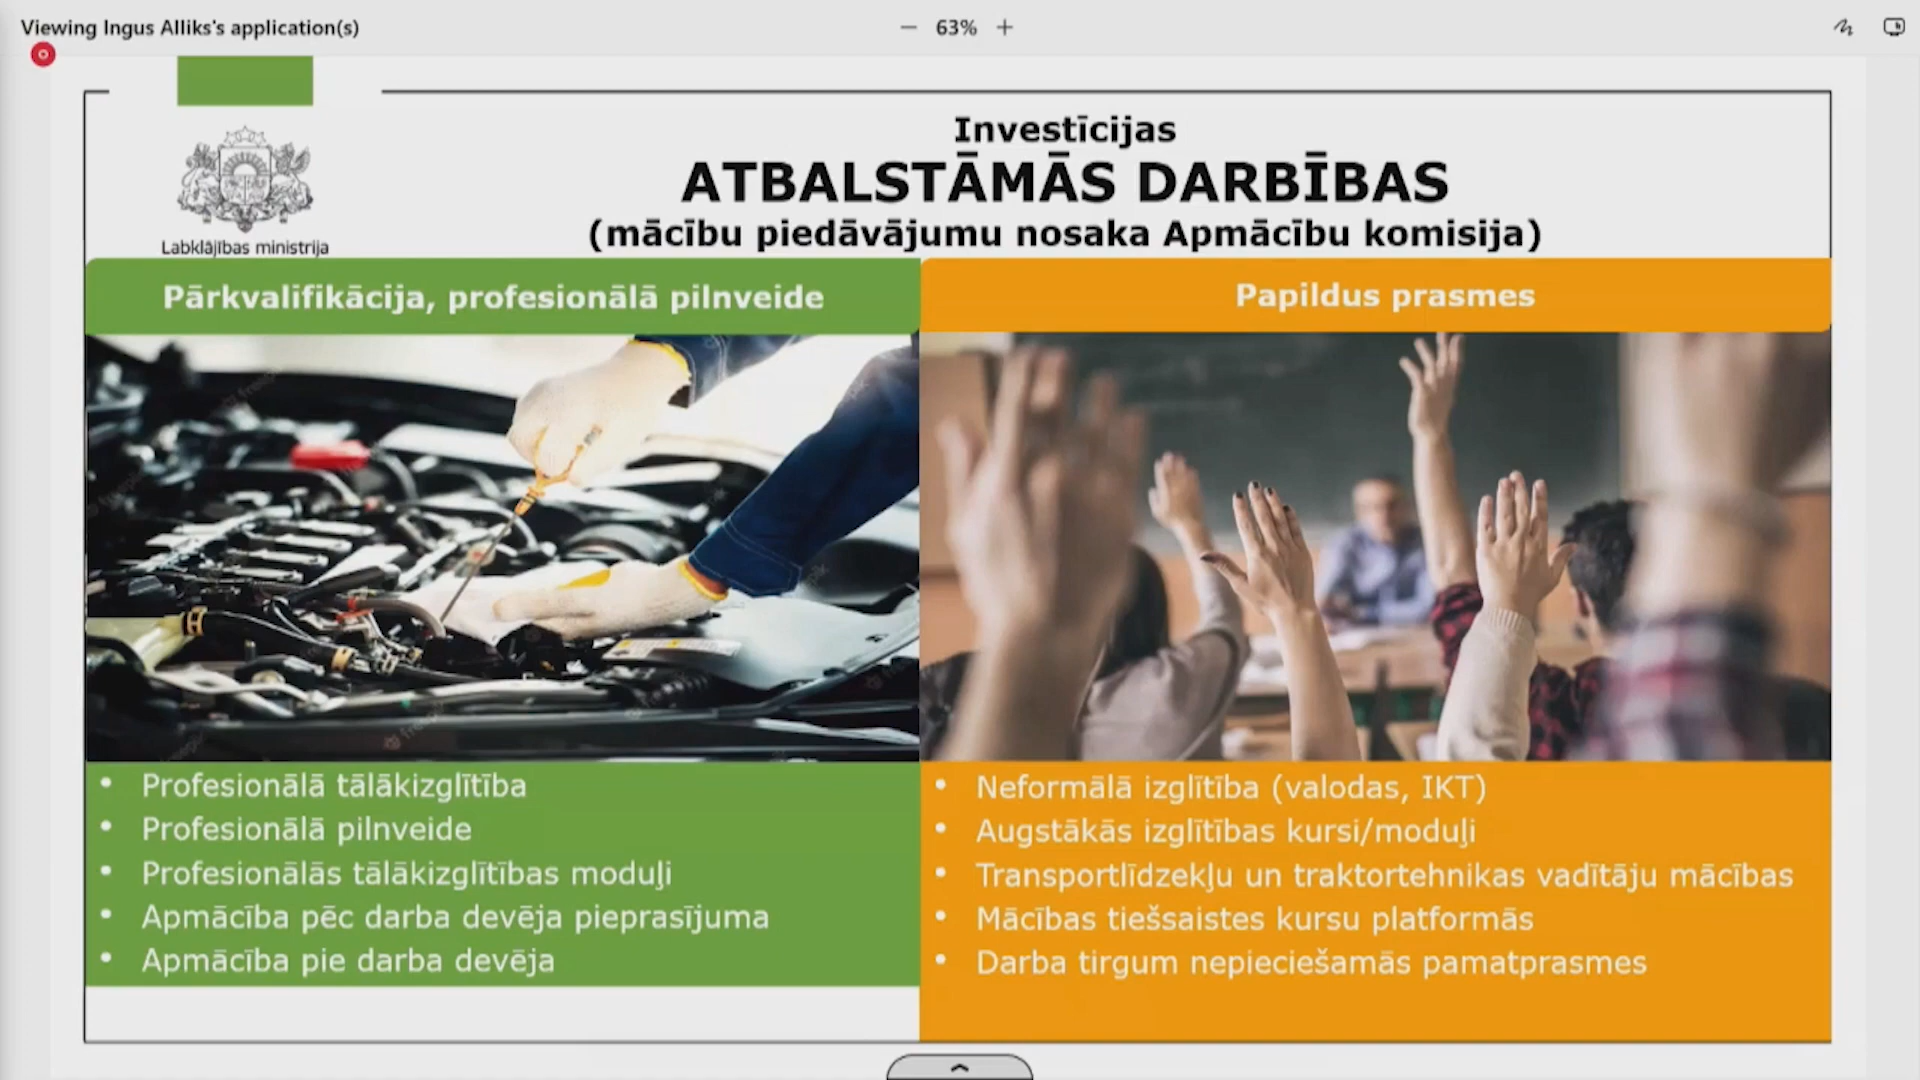 Viewing Ingus Alliks's application(s)
63%
Labklājības ministrija
Investīcijas
ATBALSTĀMĀS DARBĪBAS
(mācību piedāvājumu nosaka Apmācību komisija)
Pārkvalifikācija, profesionālā pilnveide
Papildus prasmes
• Profesionālā tālākizglītība
• Profesionālā pilnveide
• Profesionālās tālākizglītības moduļi
• Apmācība pēc darba devēja pieprasījuma
• Apmācība pie darba devēja
• Neformālā izglītība (valodas, IKT)
• Augstākās izglītības kursi/moduļi
• Transportlīdzekļu un traktortehnikas vadītāju mācības
• Mācības tiešsaistes kursu platformās
• Darba tirgum nepieciešamās pamatprasmes